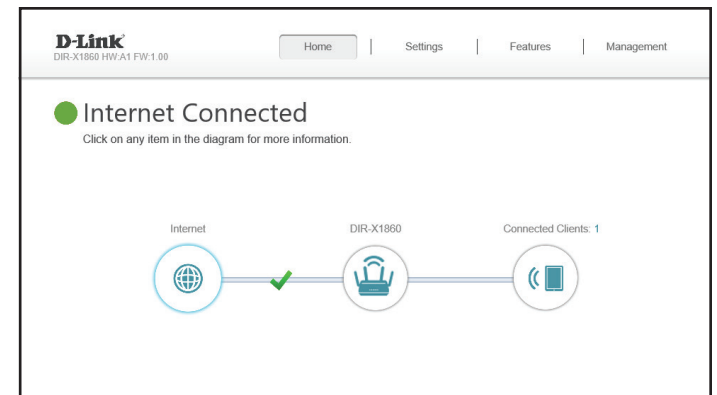 D-Link
DIR-X1860 HW:A1 FW:1.00
Home
Settings
Features
Management
Internet Connected
Click on any item in the diagram for more information.
Internet
DIR-X1860
Connected Clients: 1